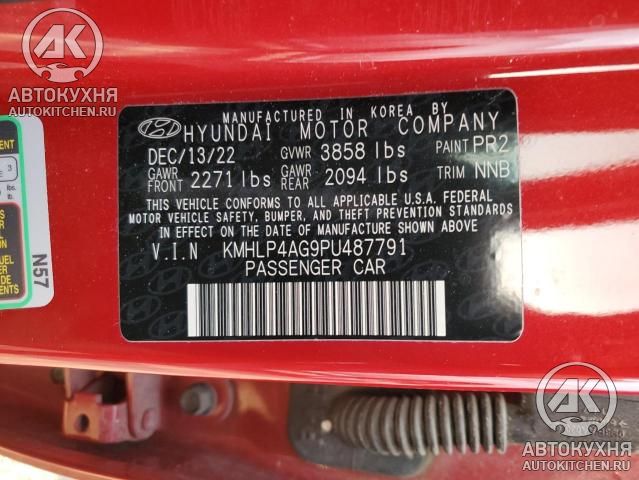 AK
АВТОКУХНЯ
AUTOKITCHEN.RU
MANUFACTURED IN KOREA BY
HYUNDAI MOTOR COMPANY
DEC/13/22 GVWR 3858 lbs PAINT PR2
GAWR FRONT 2271 lbs GAWR REAR 2094 lbs TRIM NNB
THIS VEHICLE CONFORMS TO ALL APPLICABLE U.S.A. FEDERAL
MOTOR VEHICLE SAFETY, BUMPER, AND THEFT PREVENTION STANDARDS
IN EFFECT ON THE DATE OF MANUFACTURE SHOWN ABOVE
V.I.N KMHLP4AG9PU487791
PASSENGER CAR
N57
AK
АВТОКУХНЯ
AUTOKITCHEN.RU